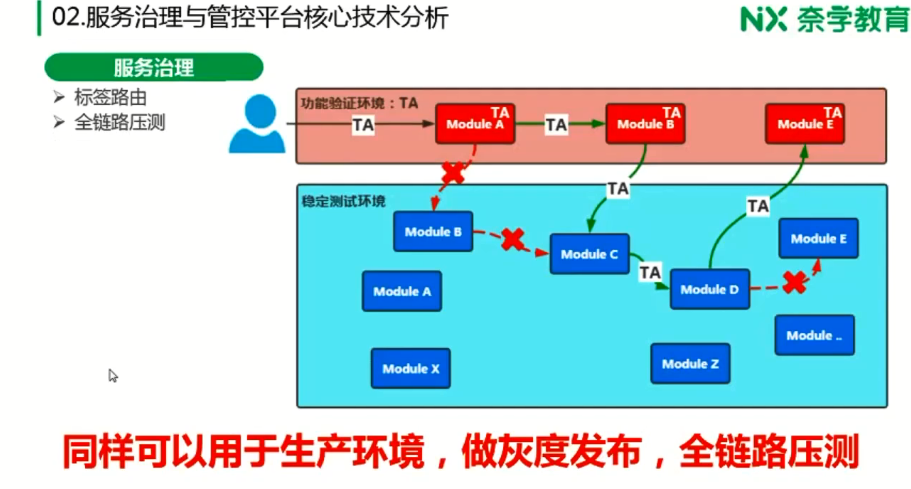 02.服务治理与管控平台核心技术分析
NX 奈学教育
服务治理
标签路由
全链路压测
功能验证环境：TA
TA
Module A
TA
TA
Module B
TA
Module E
TA
TA
稳定测试环境
Module B
Module C
TA
Module D
TA
Module E
Module A
Module ..
Module X
Module Z
同样可以用于生产环境，做灰度发布，全链路压测